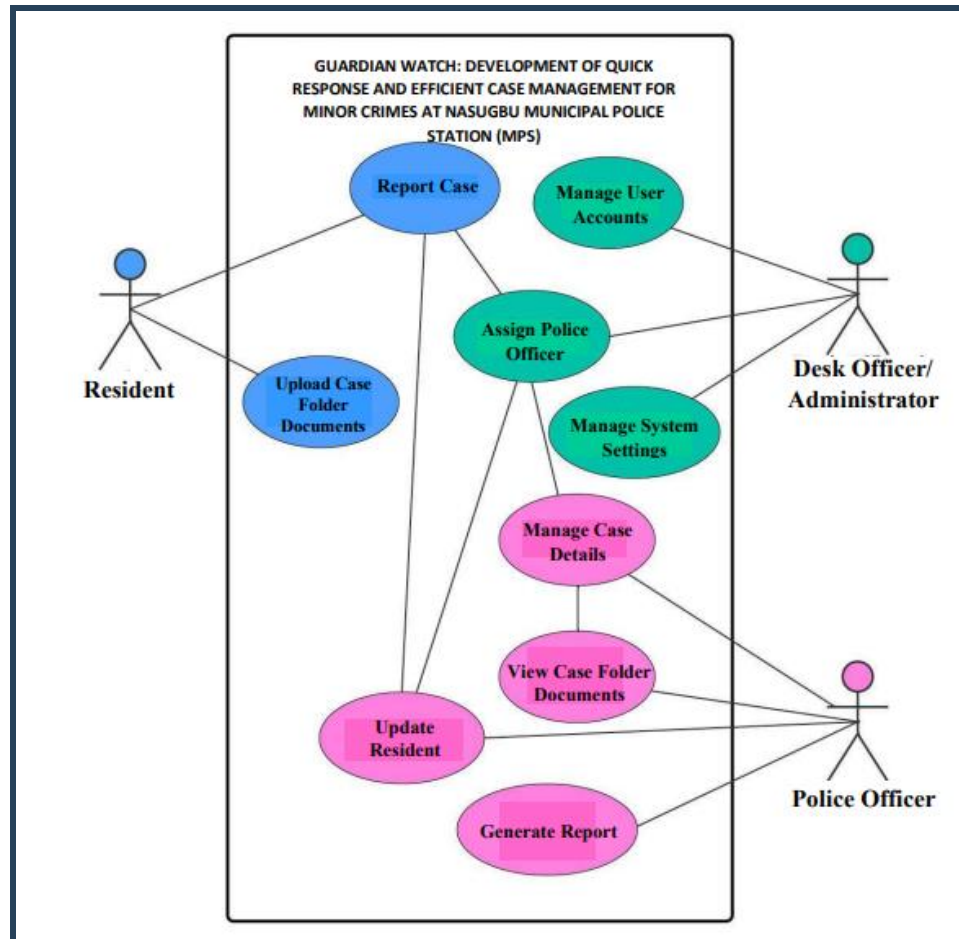 GUARDIAN WATCH: DEVELOPMENT OF QUICK
RESPONSE AND EFFICIENT CASE MANAGEMENT FOR
MINOR CRIMES AT NASUGBU MUNICIPAL POLICE
STATION (MPS)
Report Case
Manage User
Accounts
Assign Police
Officer
Resident
Upload Case
Folder
Documents
Desk Officer/
Administrator
Manage System
Settings
Manage Case
Details
View Case Folder
Documents
Update
Resident
Police Officer
Generate Report